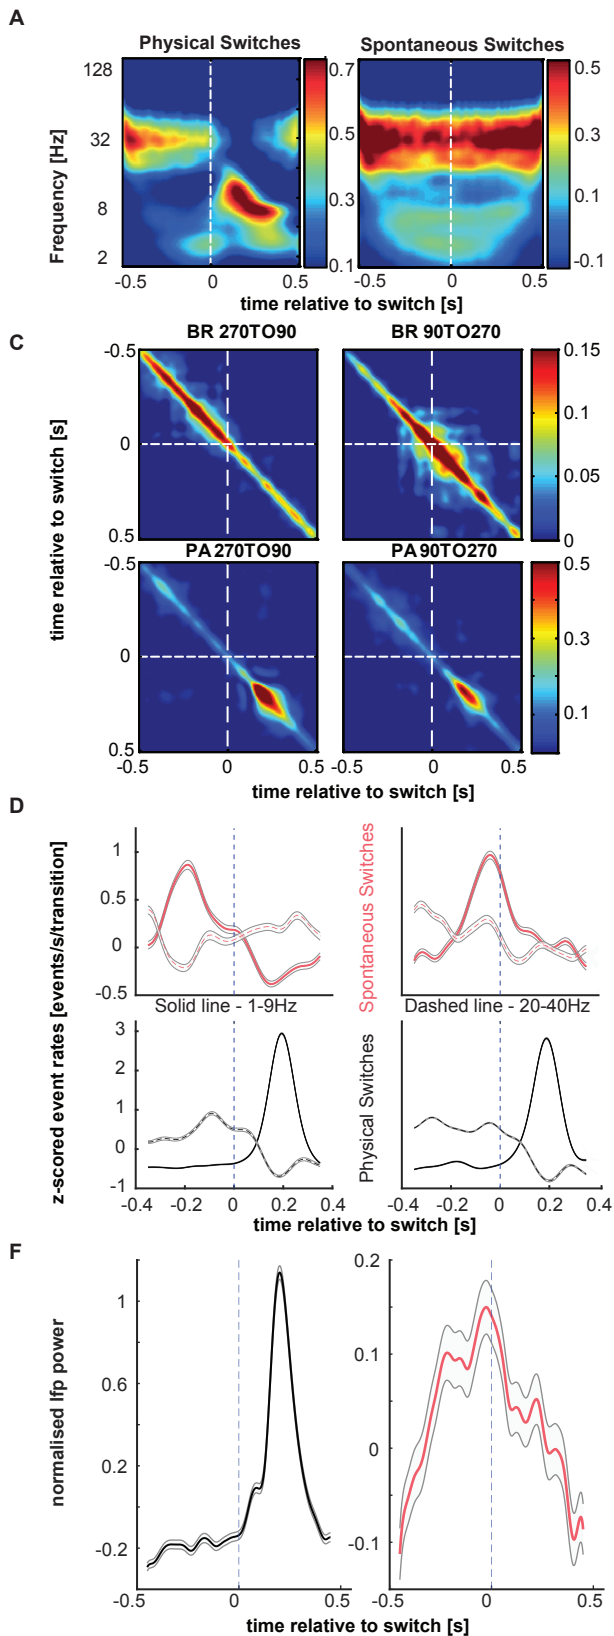 A
Physical Switches Spontaneous Switches
128
32
8
2
Frequency [Hz]
0.7
0.5
0.3
0.1
0.5
0.3
0.1
-0.1
-0.5 0 0.5 -0.5 0 0.5
time relative to switch [s]
C
BR 270TO90 BR 90TO270
-0.5
0
0.5
time relative to switch [s]
0.15
0.1
0.05
0
PA270TO90 PA90TO270
-0.5
0
0.5
0.5
0.3
0.1
-0.5 0 0.5 -0.5 0 0.5
time relative to switch [s]
D
1
0.5
0
-0.5
z-scored event rates [events/s/transition]
Spontaneous Switches
Solid line - 1-9Hz Dashed line - 20-40Hz
3
2
1
0
-1
Physical Switches
-0.4 -0.2 0 0.2 0.4 -0.4 -0.2 0 0.2 0.4
time relative to switch [s]
F
1
0.6
0.2
-0.2
normalised lfp power
0.2
0.1
0
-0.1
-0.5 0 0.5 -0.5 0 0.5
time relative to switch [s]